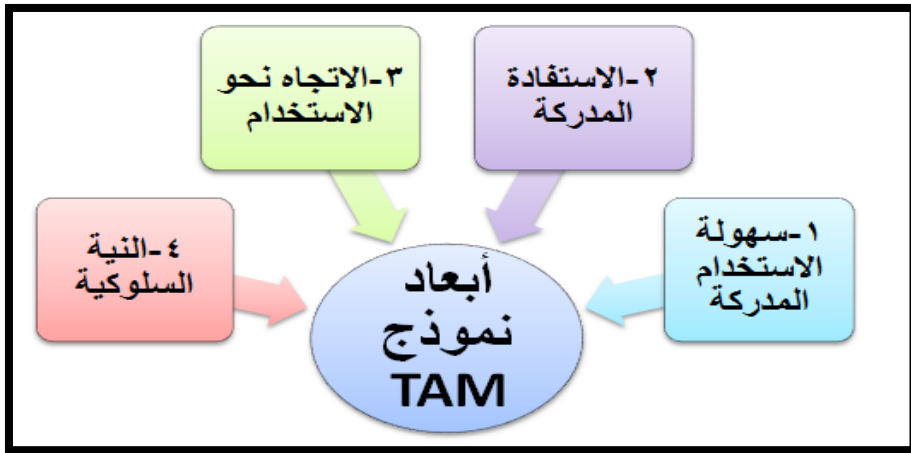 ١-سهولة
الاستخدام
المدركة
٢-الاستفادة
المدركة
٣-الاتجاه نحو
الاستخدام
٤-النية
السلوكية
أبعاد
نموذج
TAM